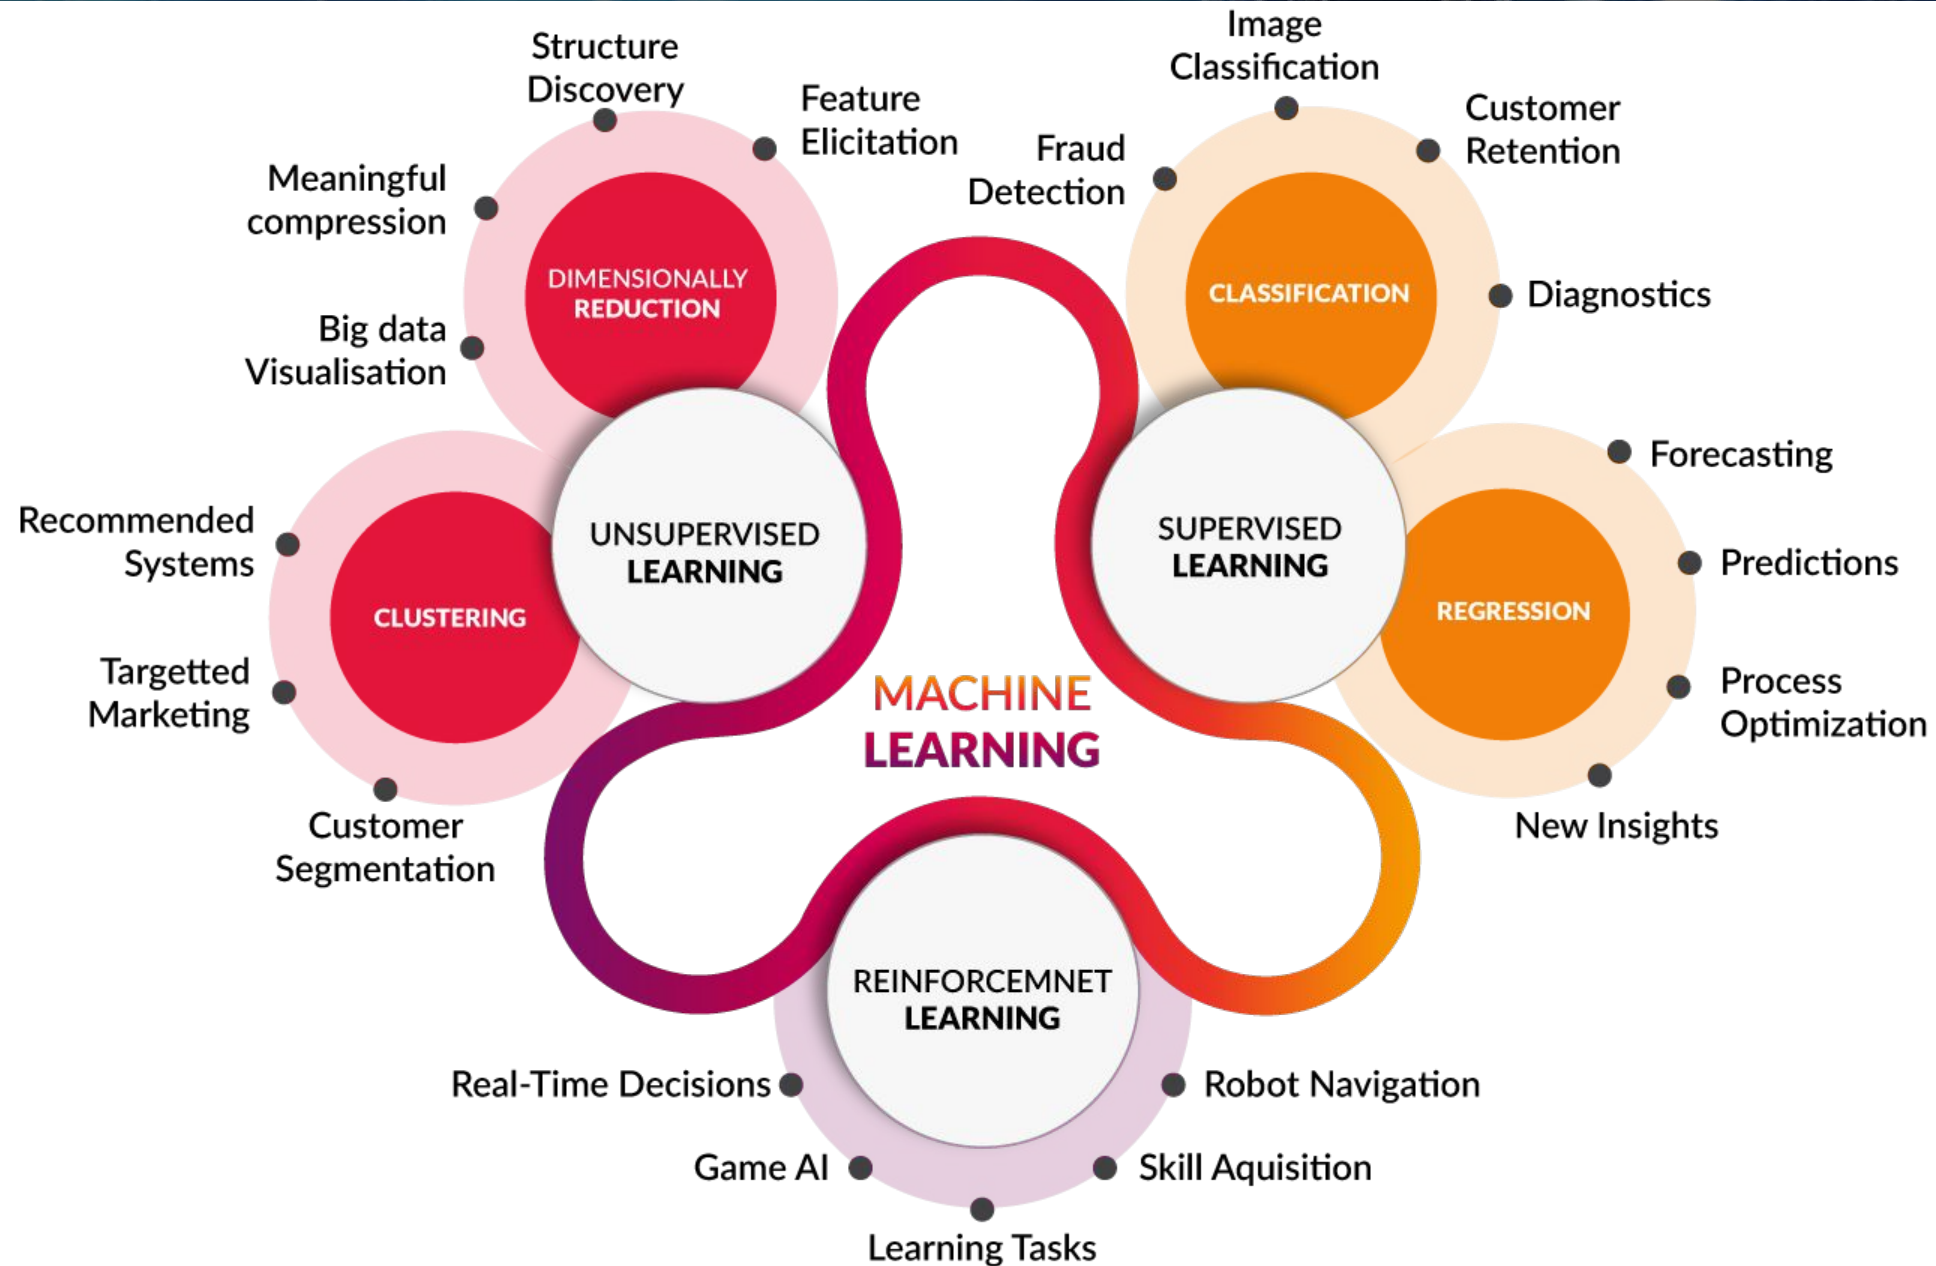 Structure
Discovery
Feature
Elicitation
Meaningful
compression
Big data
Visualisation
DIMENSIONALLY
REDUCTION
Recommended
Systems
Targetted
Marketing
Customer
Segmentation
CLUSTERING
UNSUPERVISED
LEARNING
Image
Classification
Fraud
Detection
Customer
Retention
Diagnostics
CLASSIFICATION
SUPERVISED
LEARNING
Forecasting
Predictions
Process
Optimization
New Insights
REGRESSION
MACHINE
LEARNING
REINFORCEMNET
LEARNING
Real-Time Decisions
Game AI
Learning Tasks
Skill Aquisition
Robot Navigation